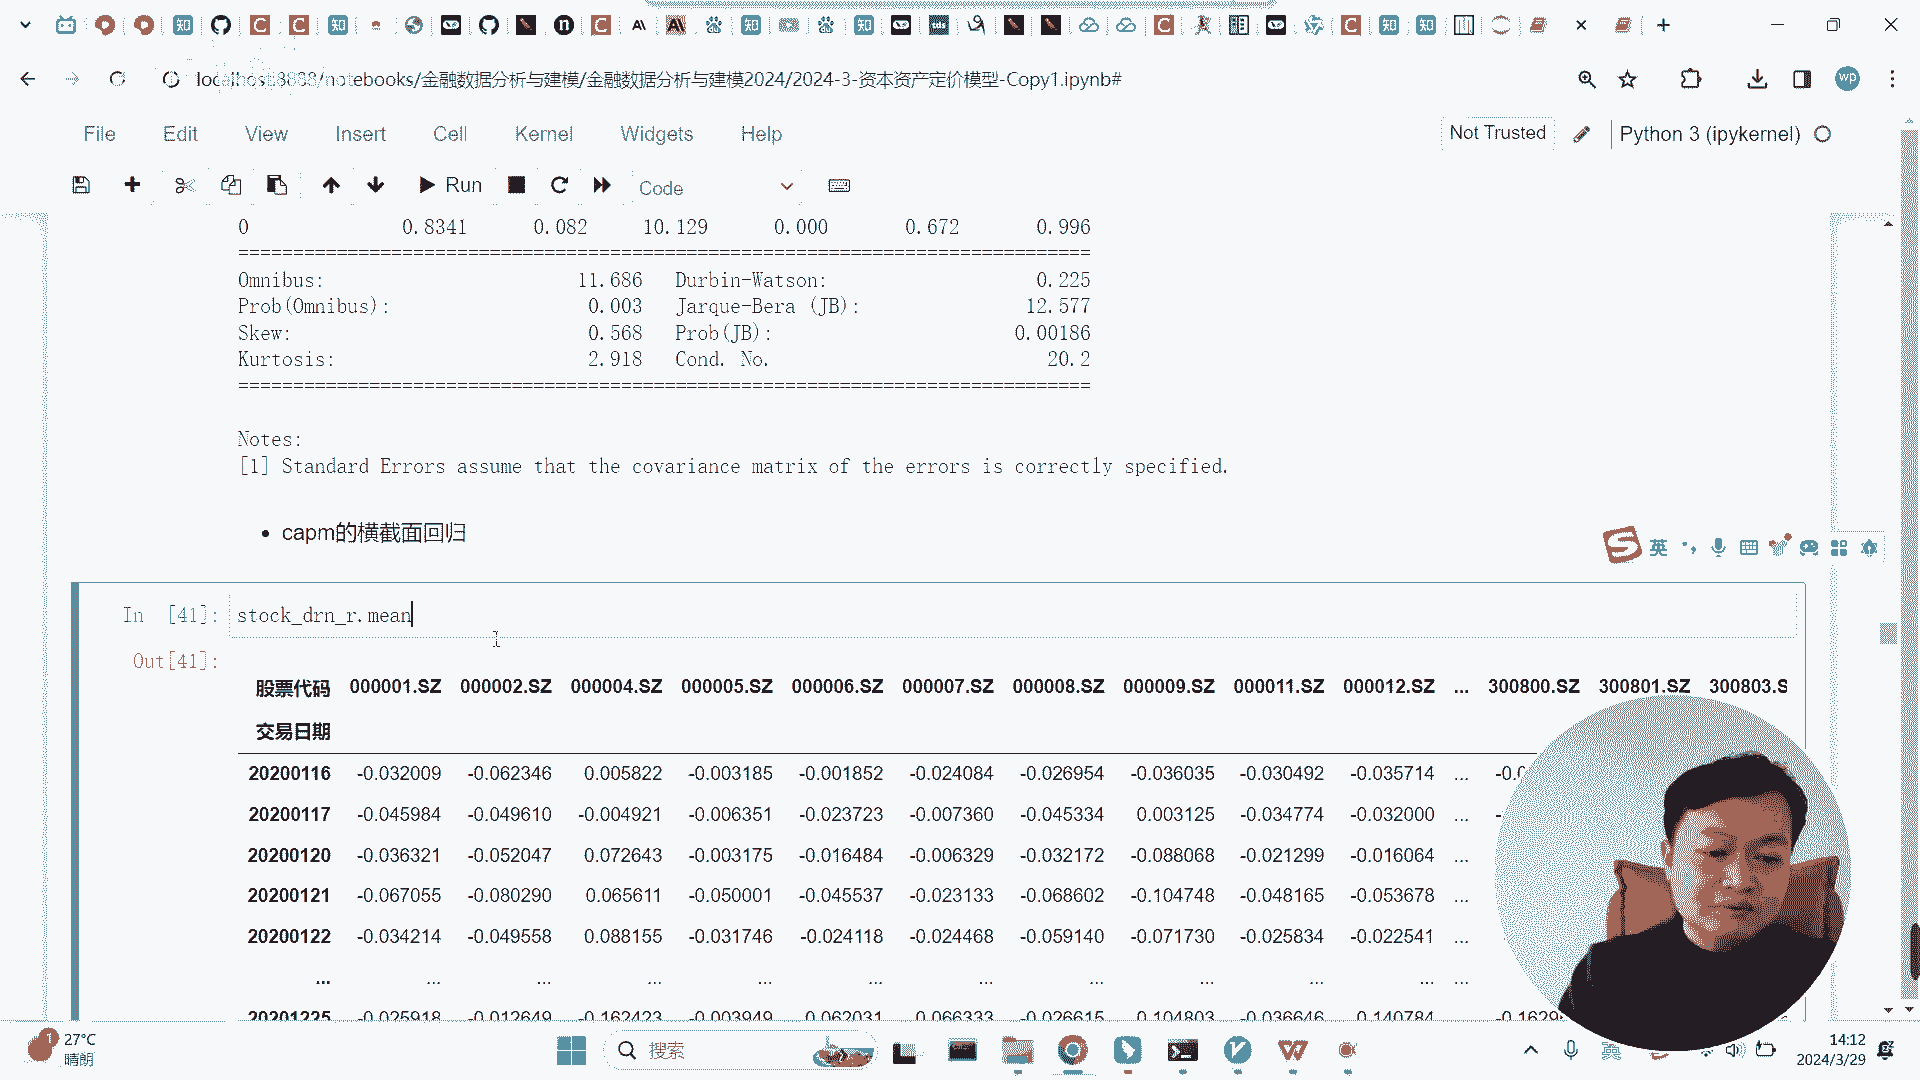 localhost:8888/notebooks/金融数据分析与建模/金融数据分析与建模2024/2024-3-资本资产定价模型-Copy1.ipynb#
wp
File Edit View Insert Cell Kernel Widgets Help
Not Trusted
Python 3 (ipykernel)
Run
Code
0 0.8341 0.082 10.129 0.000 0.672 0.996
==============================================================================
Omnibus: 11.686 Durbin-Watson: 0.225
Prob(Omnibus): 0.003 Jarque-Bera (JB): 12.577
Skew: 0.568 Prob(JB): 0.00186
Kurtosis: 2.918 Cond. No. 20.2
==============================================================================
Notes:
[1] Standard Errors assume that the covariance matrix of the errors is correctly specified.
• capm的横截面回归
英
In [41]: stock_drn_r.mean
Out[41]:
股票代码 000001.SZ 000002.SZ 000004.SZ 000005.SZ 000006.SZ 000007.SZ 000008.SZ 000009.SZ 000011.SZ 000012.SZ ... 300800.SZ 300801.SZ 300803.S
交易日期
20200116 -0.032009 -0.062346 0.005822 -0.003185 -0.001852 -0.024084 -0.026954 -0.036035 -0.030492 -0.035714 ...
20200117 -0.045984 -0.049610 -0.004921 -0.006351 -0.023723 -0.007360 -0.045334 0.003125 -0.034774 -0.032000 ...
20200120 -0.036321 -0.052047 0.072643 -0.003175 -0.016484 -0.006329 -0.032172 -0.088068 -0.021299 -0.016064 ...
20200121 -0.067055 -0.080290 0.065611 -0.050001 -0.045537 -0.023133 -0.068602 -0.104748 -0.048165 -0.053678 ...
20200122 -0.034214 -0.049558 0.088155 -0.031746 -0.024118 -0.024468 -0.059140 -0.071730 -0.025834 -0.022541 ...
... ... ... ... ... ... ... ... ... ... ... ...
20201225 -0.025918 -0.012649 -0.162423 -0.003949 0.062031 0.066333 -0.026615 0.104803 -0.036646 0.140784 ...
27°C
晴朗
搜索
英
14:12
2024/3/29